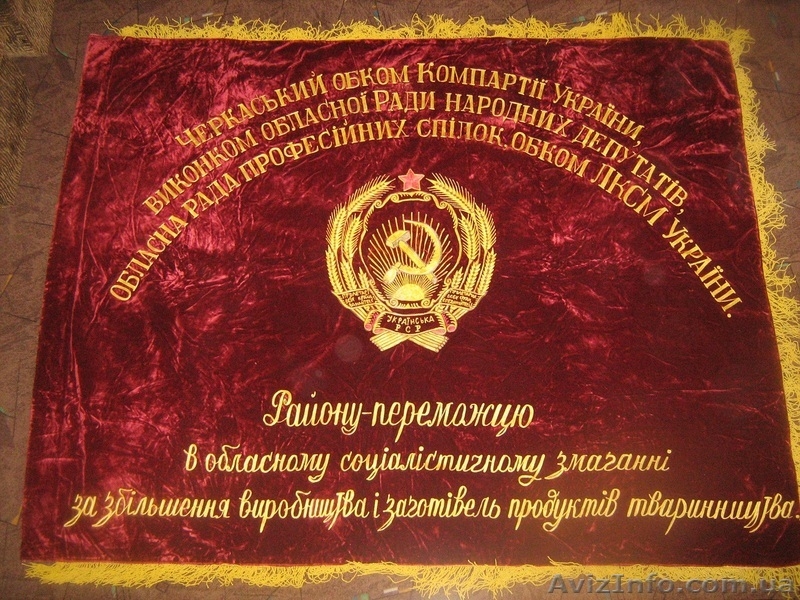 Черкаський обком Компартії України,
виконком обласної Ради народних депутатів,
обласна рада професійних спілок, обком ЛКСМ України.
УКРАЇНСЬКА
РСР
Району-переможцю
в обласному соціалістичному змаганні
за збільшення виробництва і заготівель продуктів тваринництва.
AvizInfo.com.ua